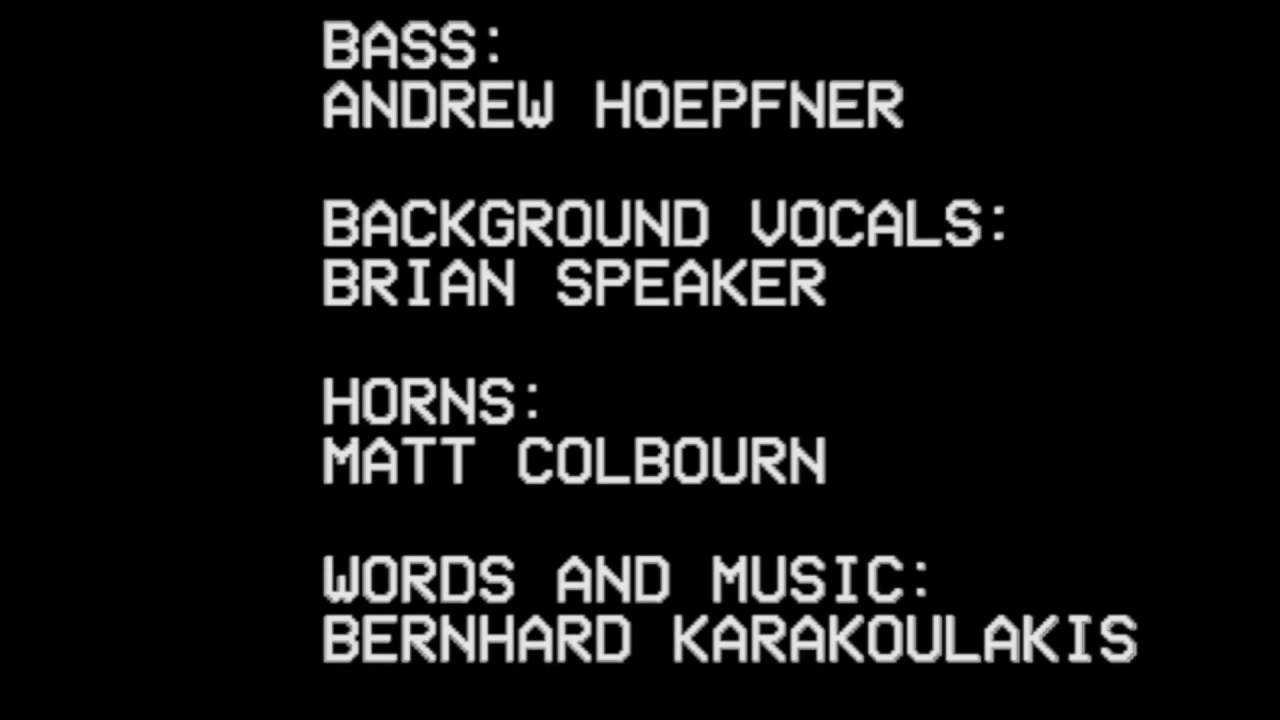 BASS:
ANDREW HOEPFNER
BACKGROUND VOCALS:
BRIAN SPEAKER
HORNS:
MATT COLBOURN
WORDS AND MUSIC:
BERNHARD KARAKOULAKIS